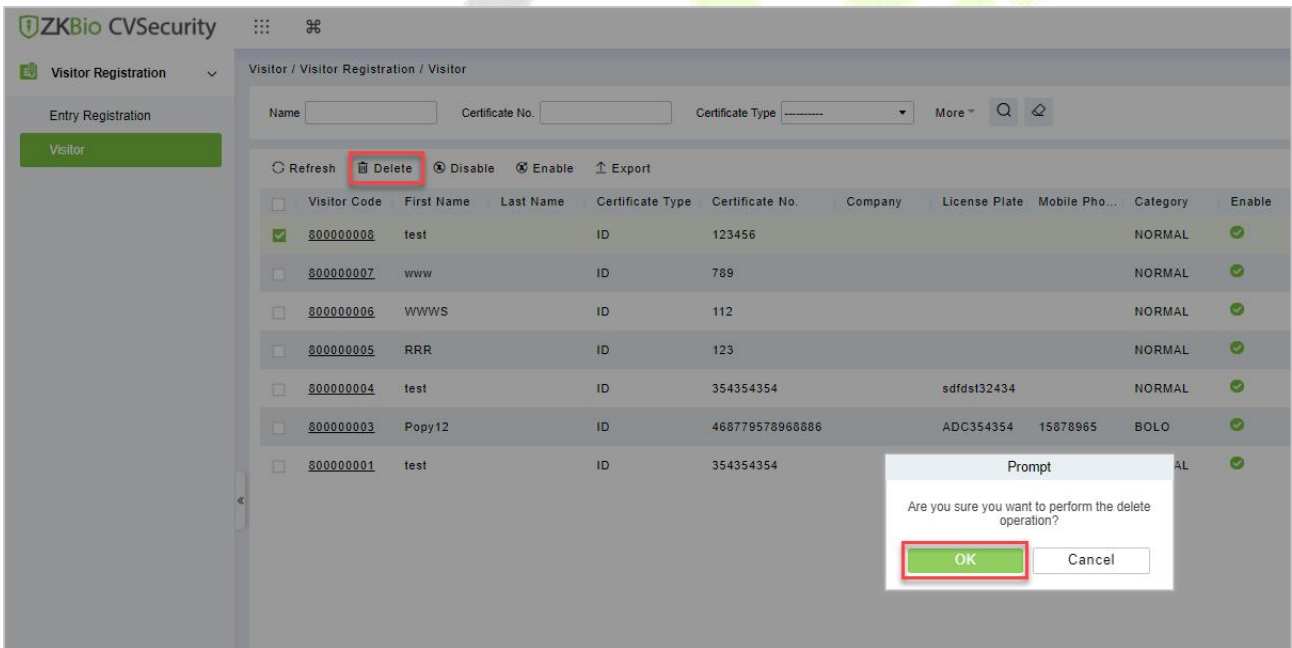 ZKBio CVSecurity
Visitor Registration
Entry Registration
Visitor
Visitor / Visitor Registration / Visitor
Name Certificate No. Certificate Type ---------- More
Refresh Delete Disable Enable Export
Visitor Code First Name Last Name Certificate Type Certificate No. Company License Plate Mobile Pho... Category Enable
800000008 test ID 123456 NORMAL
800000007 www ID 789 NORMAL
800000006 WWWS ID 112 NORMAL
800000005 RRR ID 123 NORMAL
800000004 test ID 354354354 sdfdst32434 NORMAL
800000003 Popy12 ID 468779578968886 ADC354354 15878965 BOLO
800000001 test ID 354354354 AL
Prompt
Are you sure you want to perform the delete
operation?
OK Cancel